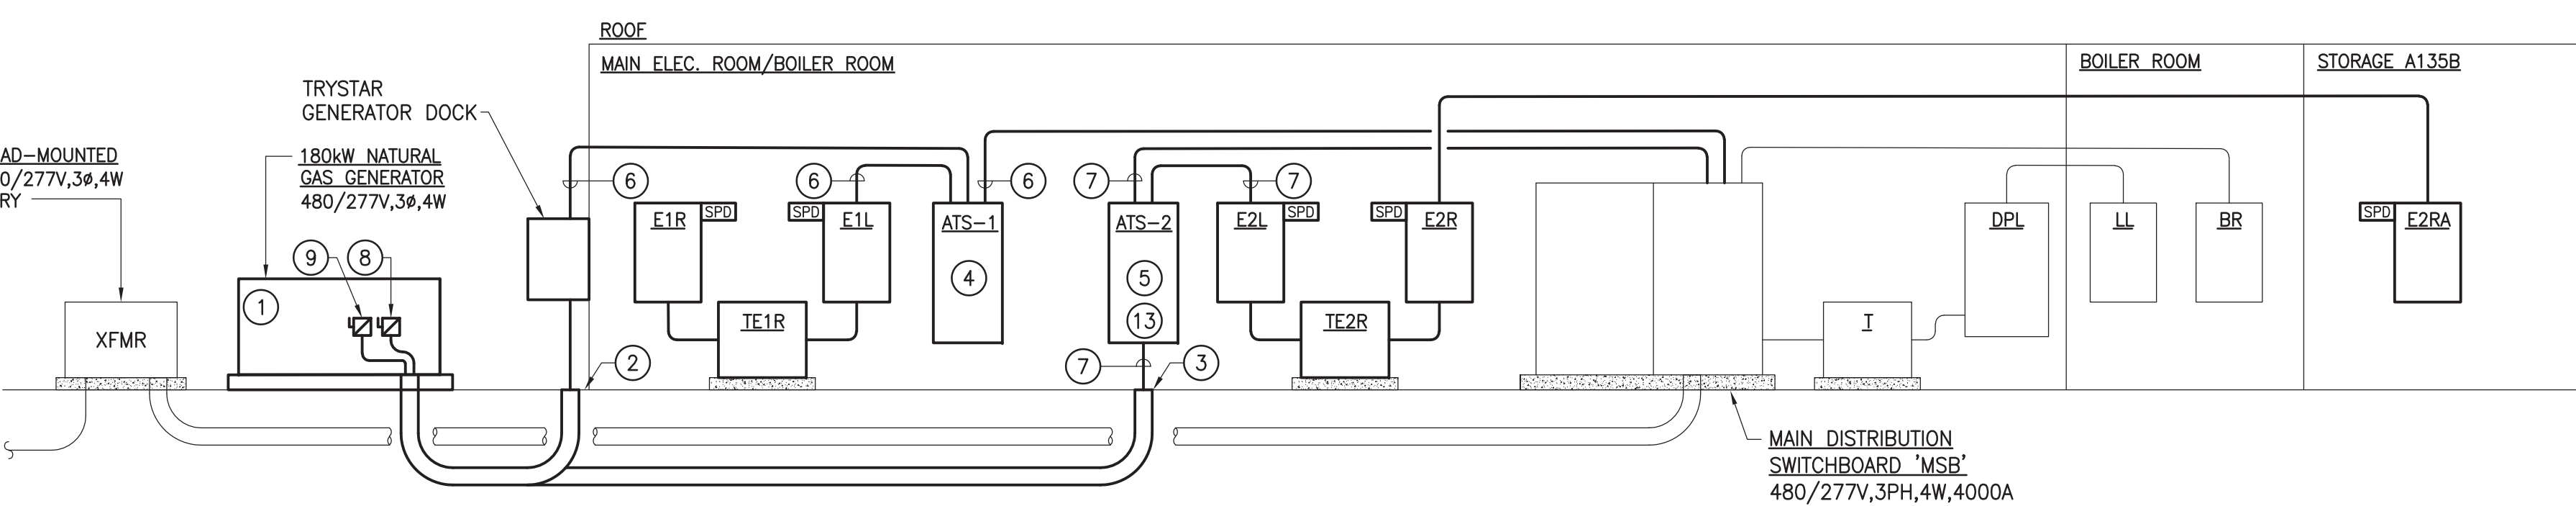 ROOF
MAIN ELEC. ROOM/BOILER ROOM
BOILER ROOM
STORAGE A135B
TRYSTAR
GENERATOR DOCK
AD-MOUNTED
0/277V,3ø,4W
RY
180kW NATURAL
GAS GENERATOR
480/277V,3ø,4W
6
6
6
7
7
SPD
SPD
SPD
SPD
SPD
E1R
E1L
ATS-1
ATS-2
E2L
E2R
DPL
LL
BR
E2RA
9
8
4
5
1
13
TE1R
TE2R
T
XFMR
2
7
3
MAIN DISTRIBUTION
SWITCHBOARD 'MSB'
480/277V,3PH,4W,4000A